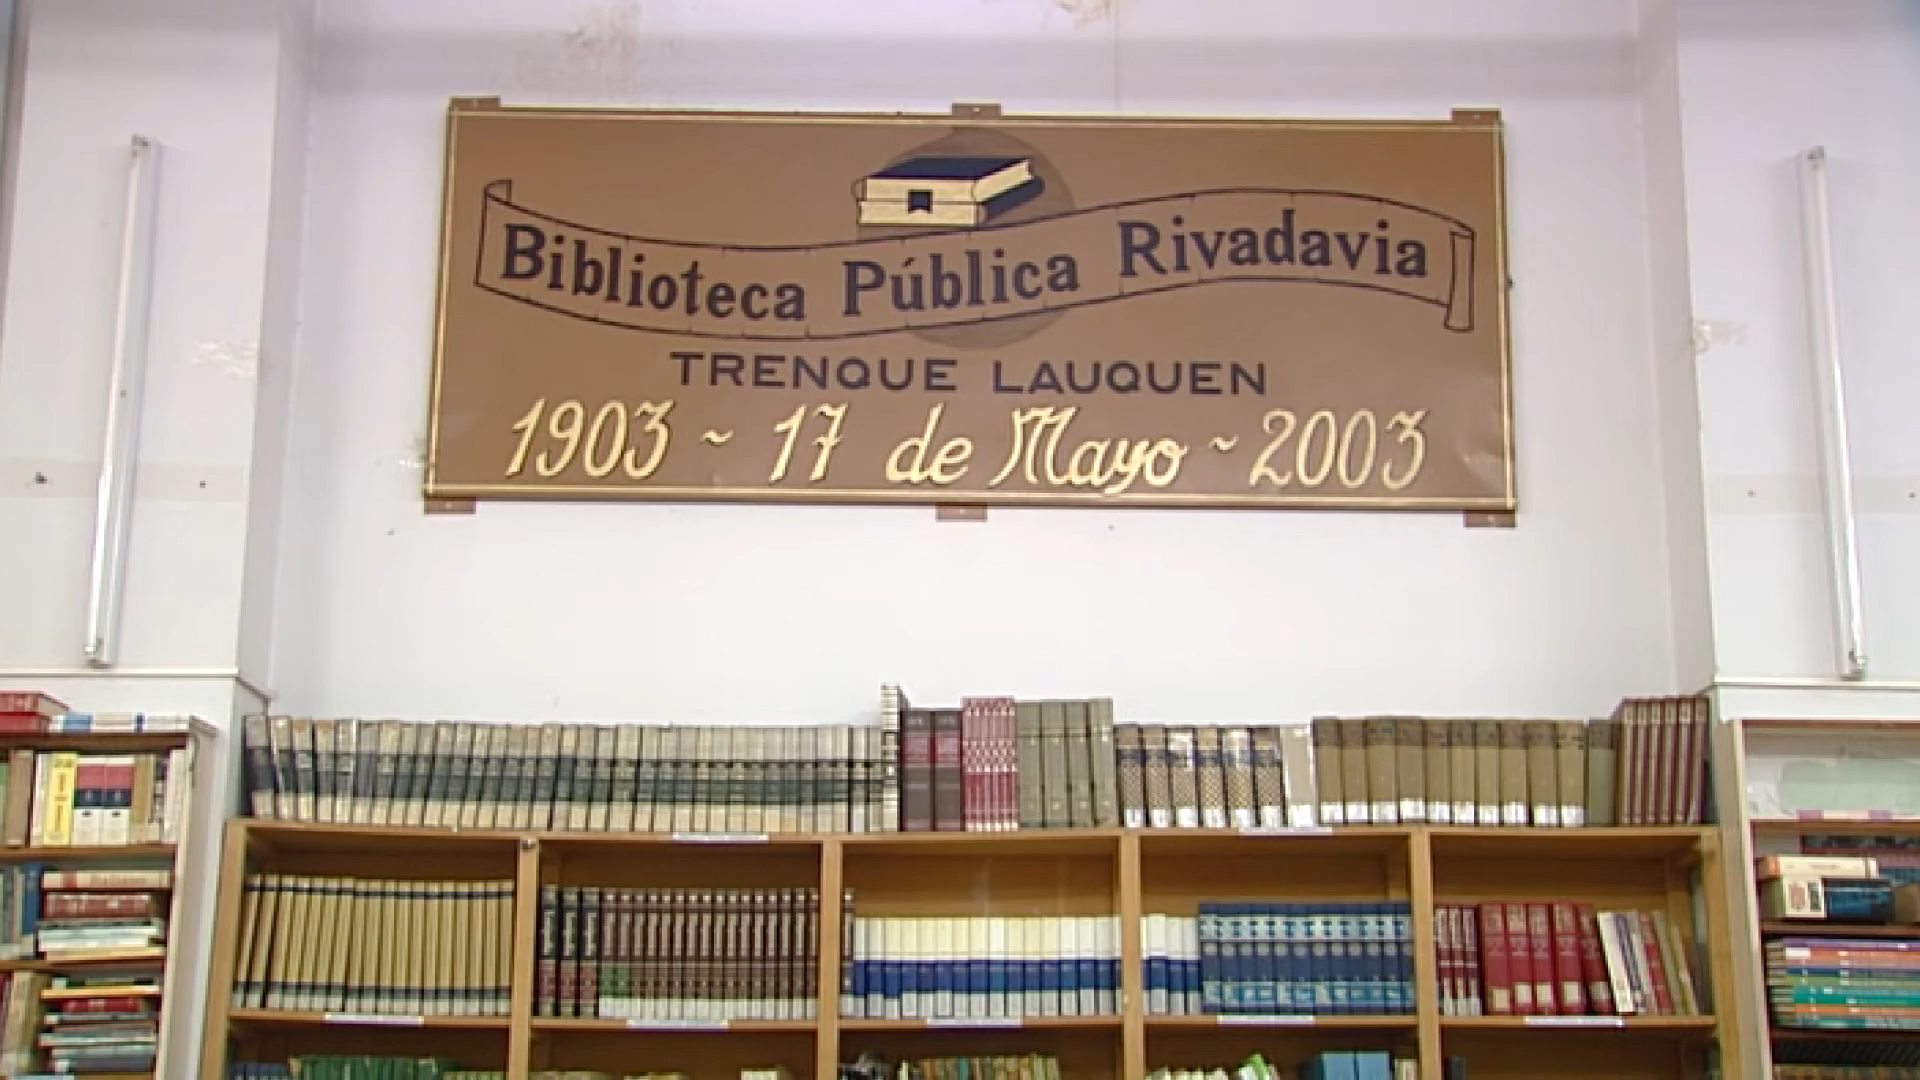 Biblioteca Pública Rivadavia
TRENQUE LAUQUEN
1903 ~ 17 de Mayo ~ 2003